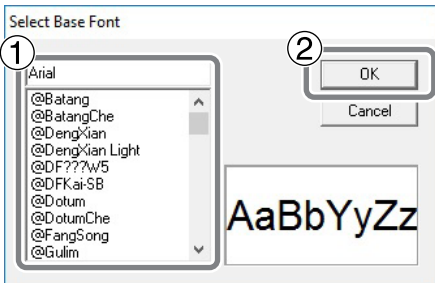 Select Base Font
1
2
Arial
OK
Cancel
@Batang
@BatangChe
@DengXian
@DengXian Light
@DF???W5
@DFKai-SB
@Dotum
@DotumChe
@FangSong
@Gulim
AaBbYyZz